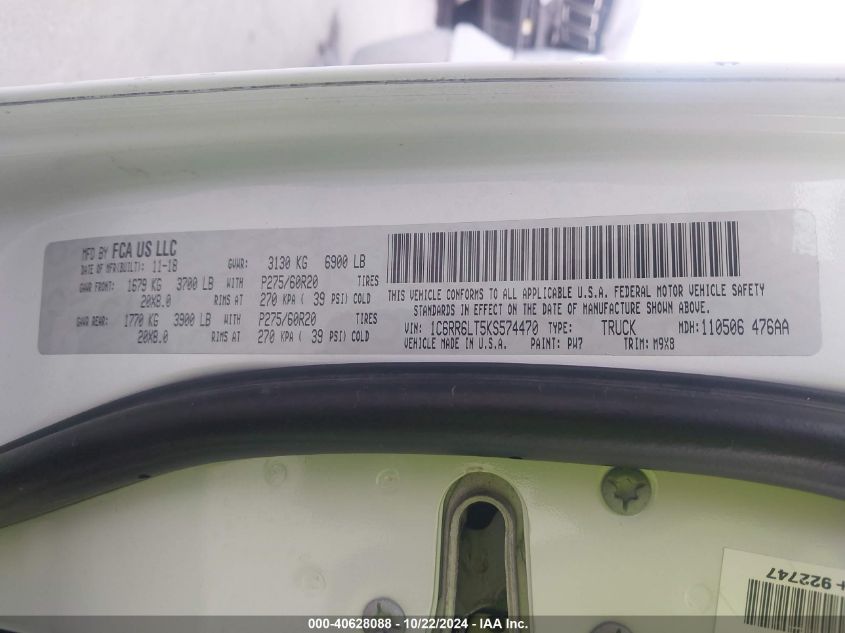 MFD BY FCA US LLC
DATE OF MFR(BUILT): 11-18 GVWR: 3130 KG 6900 LB
GAWR FRONT: 1679 KG 3700 LB WITH P275/60R20 TIRES
20X8.0 RIMS AT 270 KPA ( 39 PSI) COLD
GAWR REAR: 1770 KG 3900 LB WITH P275/60R20 TIRES
20X8.0 RIMS AT 270 KPA ( 39 PSI) COLD
THIS VEHICLE CONFORMS TO ALL APPLICABLE U.S.A. FEDERAL MOTOR VEHICLE SAFETY
STANDARDS IN EFFECT ON THE DATE OF MANUFACTURE SHOWN ABOVE.
VIN: 1C6RR6LT5KS574470 TYPE: TRUCK MDH: 110506 476AA
VEHICLE MADE IN U.S.A. PAINT: PW7 TRIM: M9X8
+ 922747
000-40628088 - 10/22/2024 - IAA Inc.